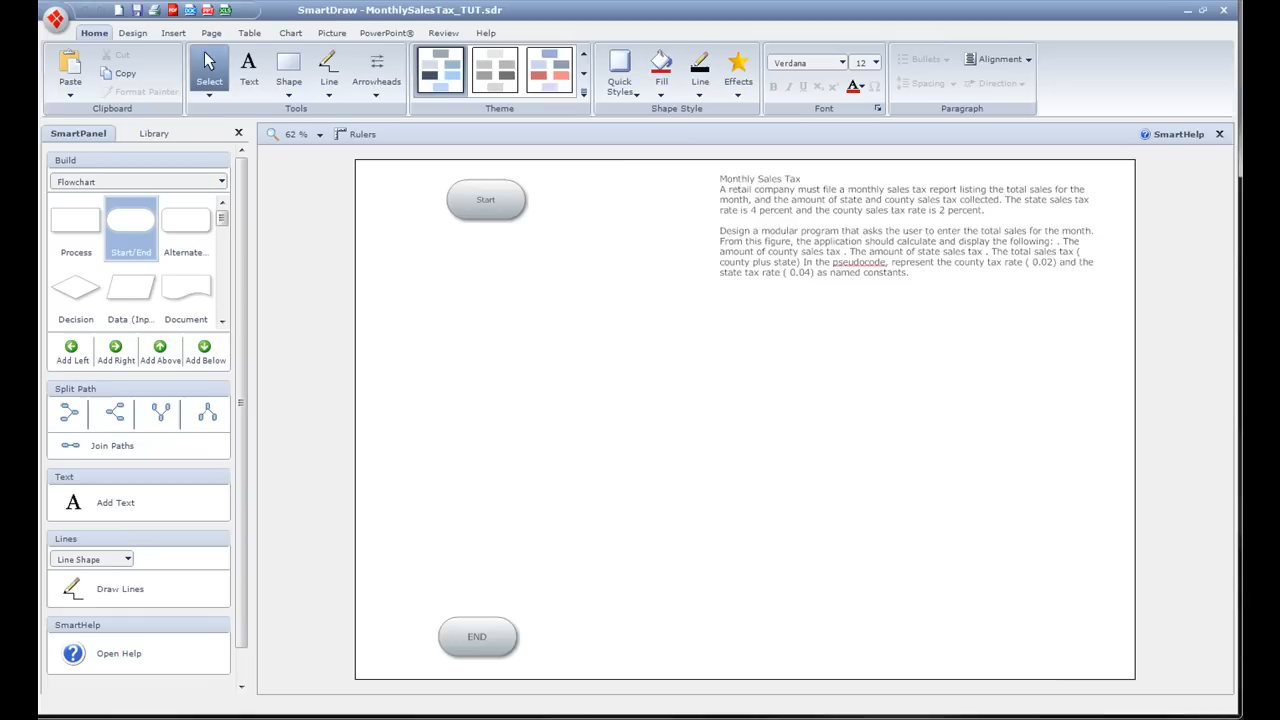 SmartDraw - MonthlySalesTax_TUT.sdr
Home Design Insert Page Table Chart Picture PowerPoint® Review Help
Paste Cut Copy Format Painter
Select Text Shape Line Arrowheads
Quick Styles Fill Line Effects
Verdana 12
B I U
Bullets Alignment
Spacing Direction
Clipboard Tools Theme Shape Style Font Paragraph
SmartPanel Library
62 % Rulers
SmartHelp
Build
Flowchart
Process Start/End Alternate...
Decision Data (Inp... Document
Add Left Add Right Add Above Add Below
Split Path
Join Paths
Text
A Add Text
Lines
Line Shape
Draw Lines
SmartHelp
Open Help
Start
Monthly Sales Tax
A retail company must file a monthly sales tax report listing the total sales for the
month, and the amount of state and county sales tax collected. The state sales tax
rate is 4 percent and the county sales tax rate is 2 percent.
Design a modular program that asks the user to enter the total sales for the month.
From this figure, the application should calculate and display the following: . The
amount of county sales tax . The amount of state sales tax . The total sales tax (
county plus state) In the pseudocode, represent the county tax rate ( 0.02) and the
state tax rate ( 0.04) as named constants.
END